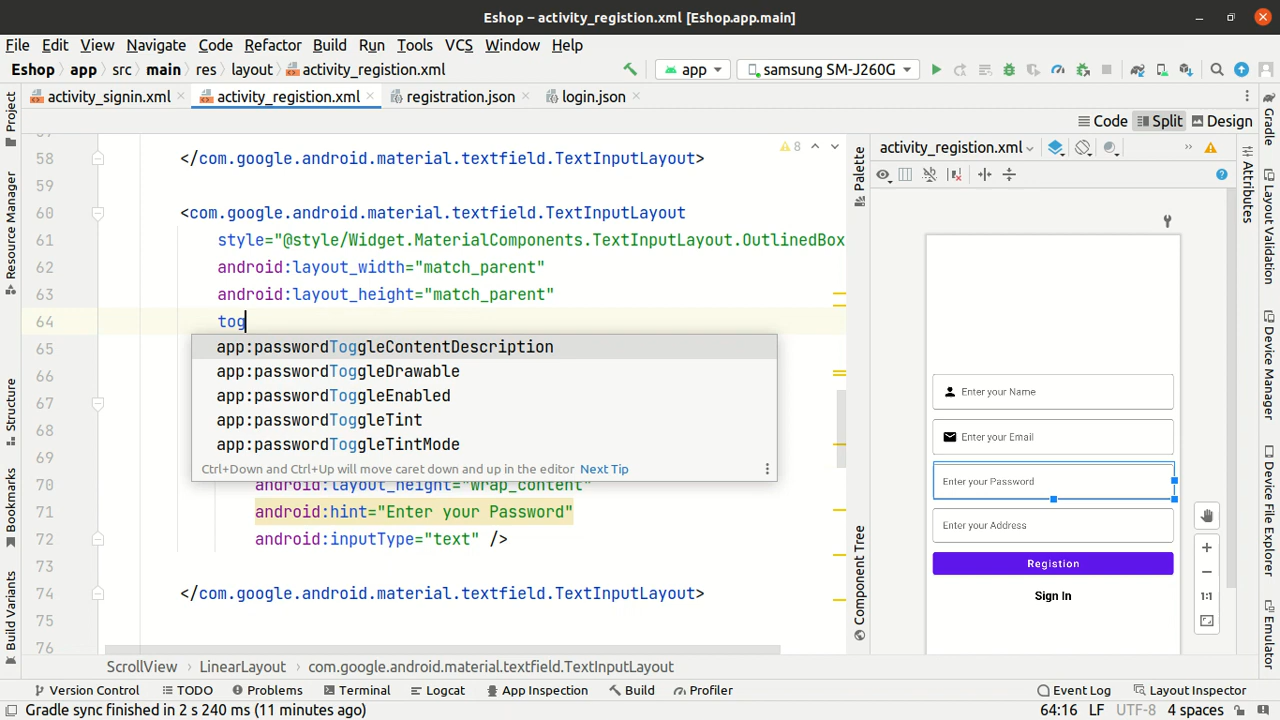 Eshop – activity_registion.xml [Eshop.app.main]
File Edit View Navigate Code Refactor Build Run Tools VCS Window Help
Eshop app src main res layout activity_registion.xml app samsung SM-J260G
activity_signin.xml activity_registion.xml registration.json login.json
Code Split Design
activity_registion.xml
8
58 </com.google.android.material.textfield.TextInputLayout>
59
60 <com.google.android.material.textfield.TextInputLayout
61 style="@style/Widget.MaterialComponents.TextInputLayout.OutlinedBox
62 android:layout_width="match_parent"
63 android:layout_height="match_parent"
64 tog
65
app:passwordToggleContentDescription
66
app:passwordToggleDrawable
67
app:passwordToggleEnabled
68
app:passwordToggleTint
69
app:passwordToggleTintMode
Ctrl+Down and Ctrl+Up will move caret down and up in the editor Next Tip
70 android:layout_height="wrap_content"
71 android:hint="Enter your Password"
72 android:inputType="text" />
73
74 </com.google.android.material.textfield.TextInputLayout>
75
76
Enter your Name
Enter your Email
Enter your Password
Enter your Address
Registion
Sign In
1:1
Project
Resource Manager
Structure
Bookmarks
Build Variants
Palette
Component Tree
Attributes
Gradle
Layout Validation
Device Manager
Device File Explorer
Emulator
ScrollView LinearLayout com.google.android.material.textfield.TextInputLayout
Version Control TODO Problems Terminal Logcat App Inspection Build Profiler Event Log Layout Inspector
Gradle sync finished in 2 s 240 ms (11 minutes ago) 64:16 LF UTF-8 4 spaces